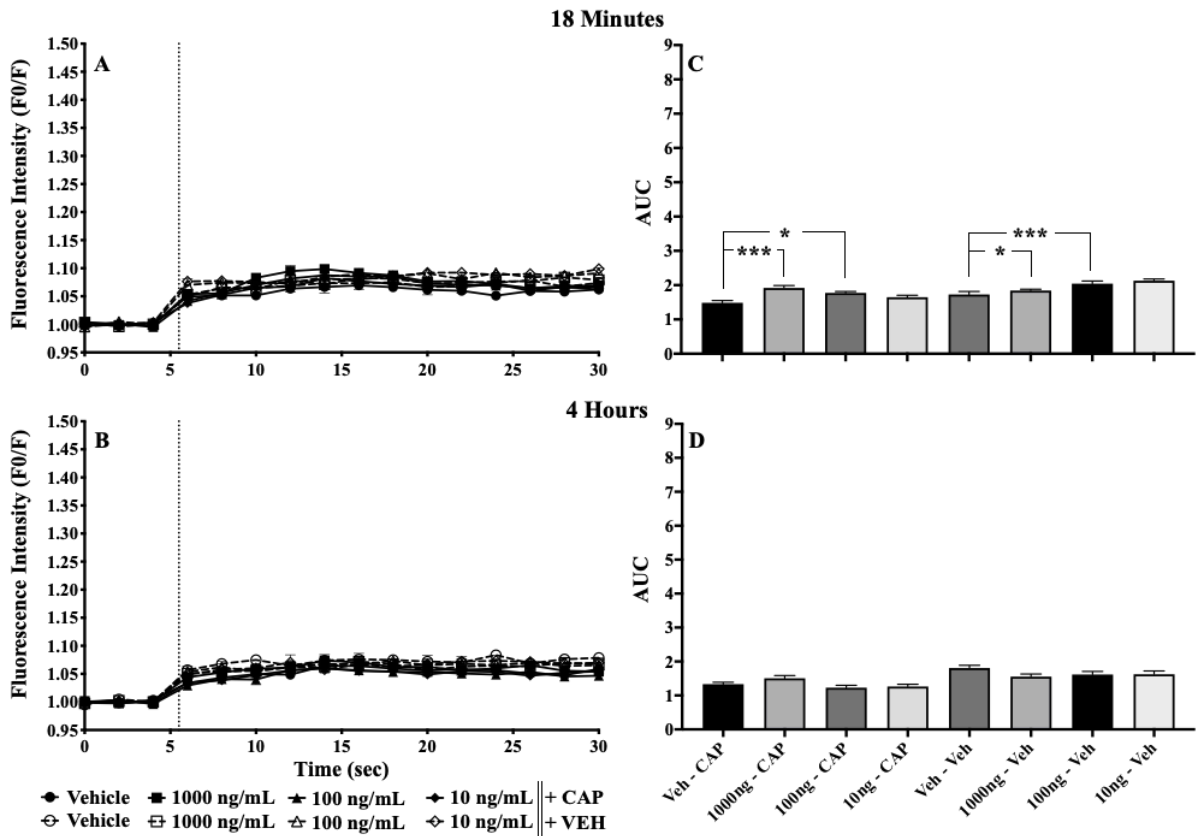 18 Minutes
A
Fluorescence Intensity (F0/F)
1.50
1.45
1.40
1.35
1.30
1.25
1.20
1.15
1.10
1.05
1.00
0.95
0 5 10 15 20 25 30
C
AUC
9
8
7
6
5
4
3
2
1
0
*
***
***
*
4 Hours
B
Fluorescence Intensity (F0/F)
1.50
1.45
1.40
1.35
1.30
1.25
1.20
1.15
1.10
1.05
1.00
0.95
0 5 10 15 20 25 30
Time (sec)
D
AUC
9
8
7
6
5
4
3
2
1
0
Veh - CAP
1000ng - CAP
100ng - CAP
10ng - CAP
Veh - Veh
1000ng - Veh
100ng - Veh
10ng - Veh
Vehicle 1000 ng/mL 100 ng/mL 10 ng/mL + CAP
Vehicle 1000 ng/mL 100 ng/mL 10 ng/mL + VEH